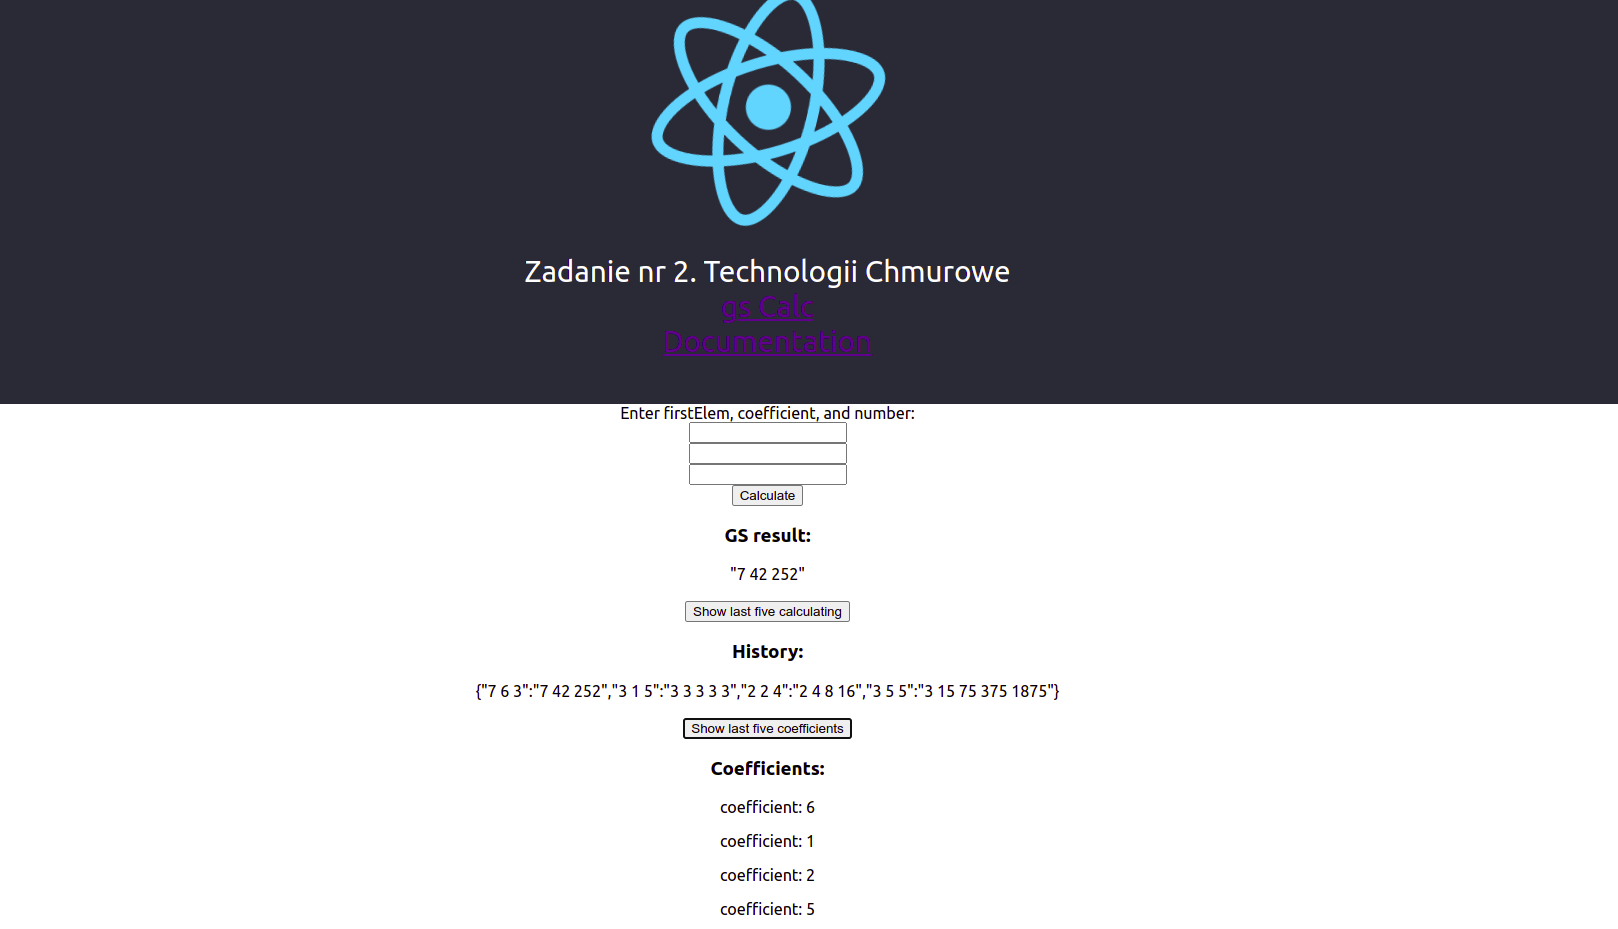 Zadanie nr 2. Technologii Chmurowe
gs Calc
Documentation
Enter firstElem, coefficient, and number:
Calculate
GS result:
"7 42 252"
Show last five calculating
History:
{"7 6 3":"7 42 252","3 1 5":"3 3 3 3 3","2 2 4":"2 4 8 16","3 5 5":"3 15 75 375 1875"}
Show last five coefficients
Coefficients:
coefficient: 6
coefficient: 1
coefficient: 2
coefficient: 5